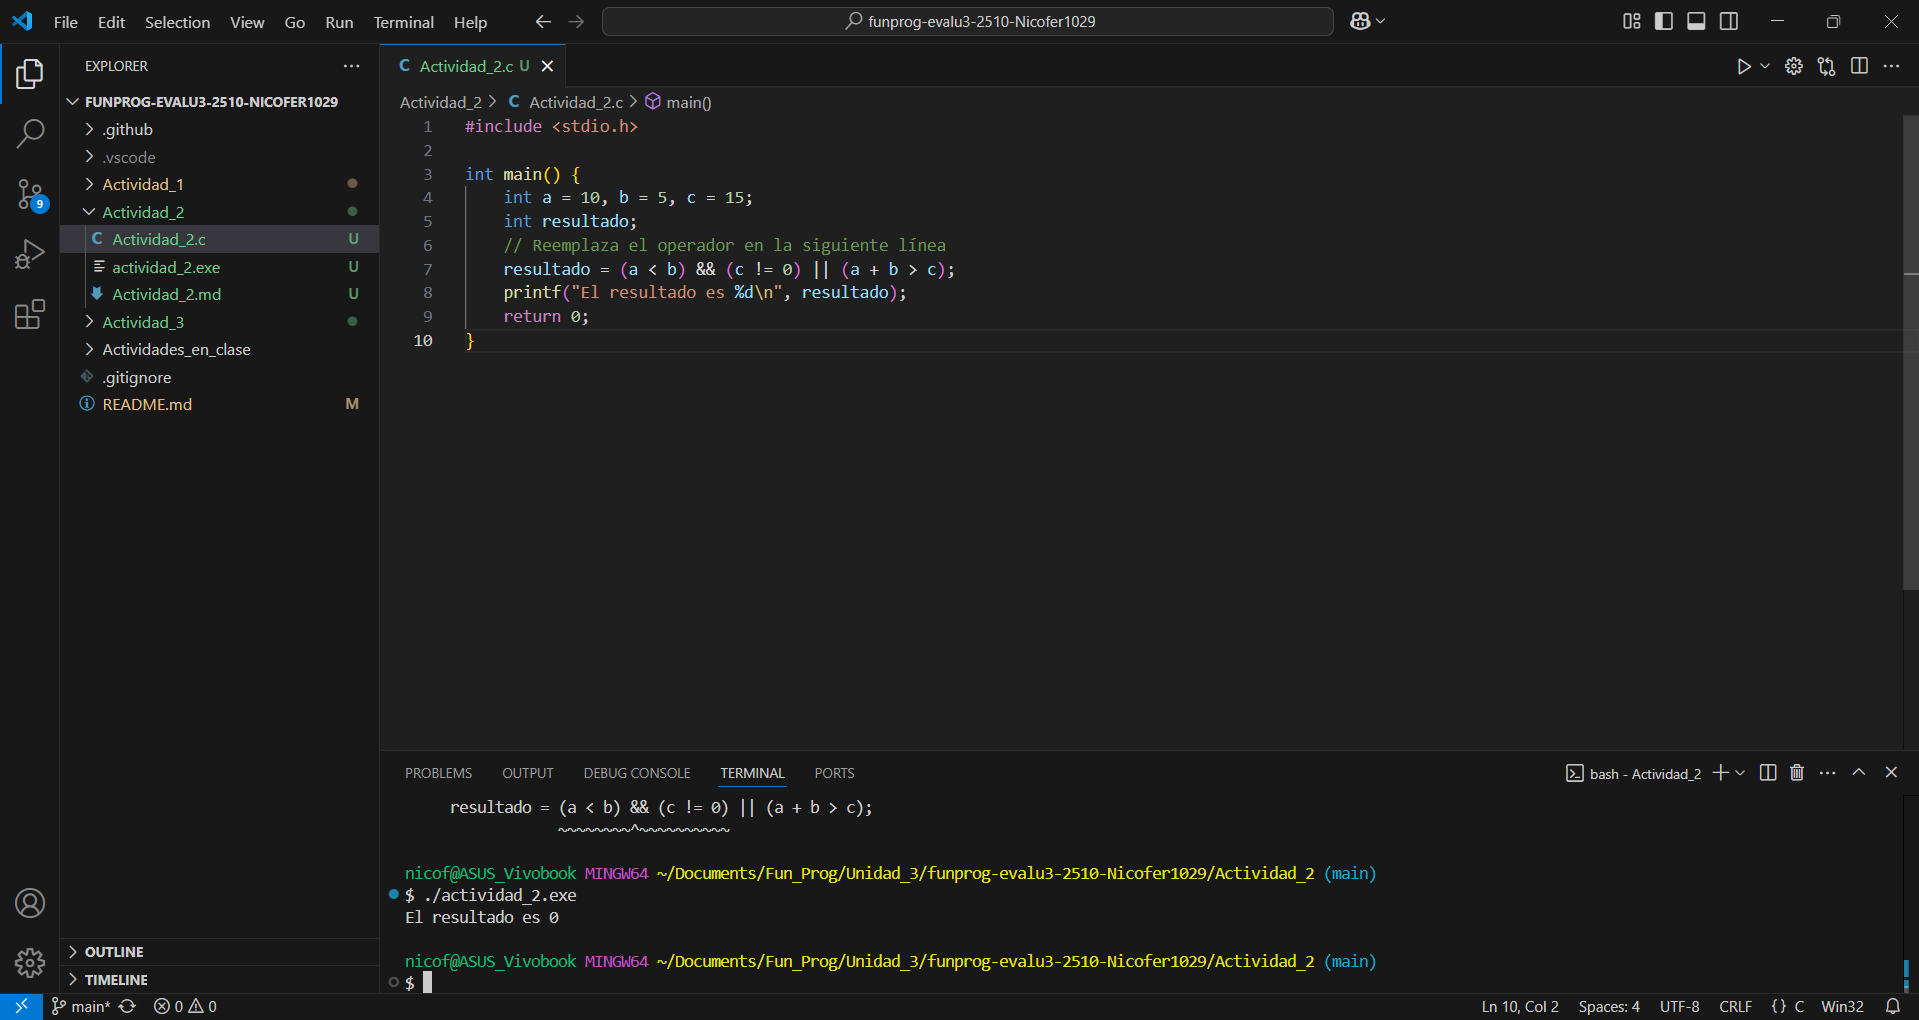 File Edit Selection View Go Run Terminal Help
funprog-evalu3-2510-Nicofer1029
EXPLORER
FUNPROG-EVALU3-2510-NICOFER1029
.github
.vscode
Actividad_1
Actividad_2
C Actividad_2.c U
actividad_2.exe U
Actividad_2.md U
Actividad_3
Actividades_en_clase
.gitignore
README.md M
OUTLINE
TIMELINE
9
C Actividad_2.c U
Actividad_2 > C Actividad_2.c > main()
1 #include <stdio.h>
2
3 int main() {
4 int a = 10, b = 5, c = 15;
5 int resultado;
6 // Reemplaza el operador en la siguiente línea
7 resultado = (a < b) && (c != 0) || (a + b > c);
8 printf("El resultado es %d\n", resultado);
9 return 0;
10 }
PROBLEMS OUTPUT DEBUG CONSOLE TERMINAL PORTS
bash - Actividad_2
resultado = (a < b) && (c != 0) || (a + b > c);
~~~~~~~~^~~~~~~~~~~
nicof@ASUS_Vivobook MINGW64 ~/Documents/Fun_Prog/Unidad_3/funprog-evalu3-2510-Nicofer1029/Actividad_2 (main)
$ ./actividad_2.exe
El resultado es 0
nicof@ASUS_Vivobook MINGW64 ~/Documents/Fun_Prog/Unidad_3/funprog-evalu3-2510-Nicofer1029/Actividad_2 (main)
$
main* 0 0 Ln 10, Col 2 Spaces: 4 UTF-8 CRLF {} C Win32